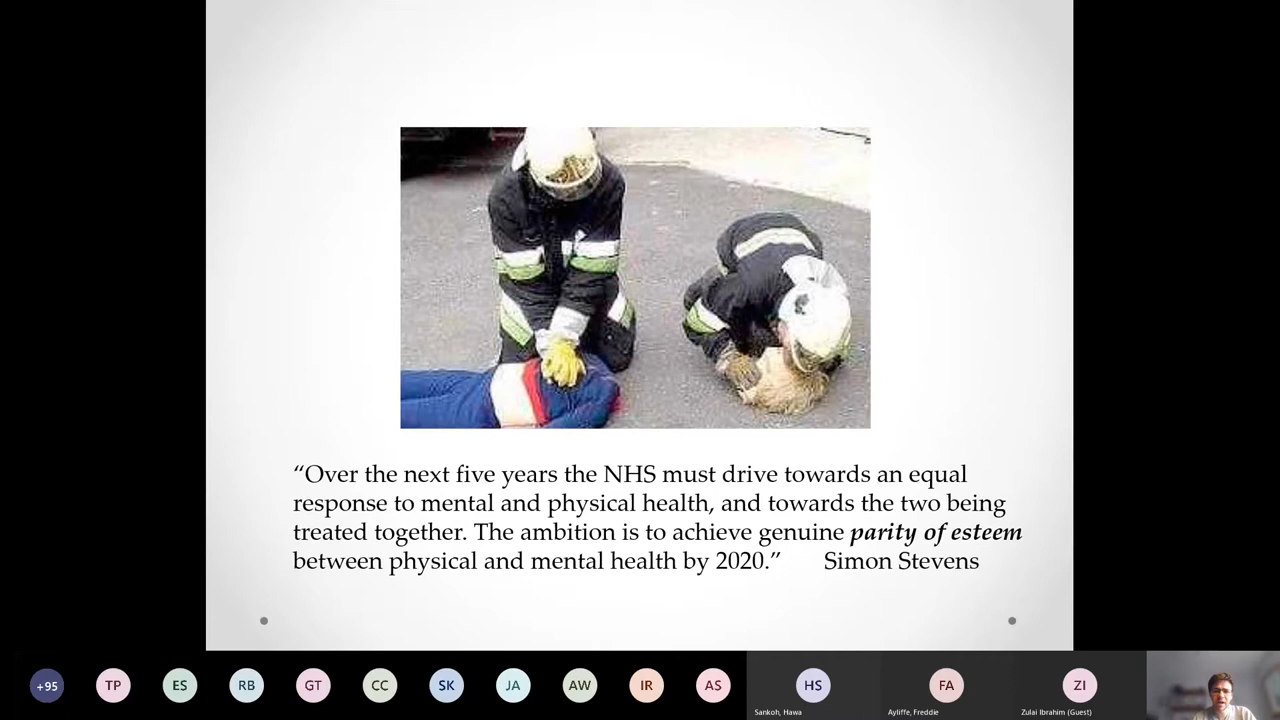 “Over the next five years the NHS must drive towards an equal
response to mental and physical health, and towards the two being
treated together. The ambition is to achieve genuine parity of esteem
between physical and mental health by 2020.” Simon Stevens
+95 TP ES RB GT CC SK JA AW IR AS HS FA ZI
Sankoh, Hawa Ayliffe, Freddie Zulai Ibrahim (Guest)